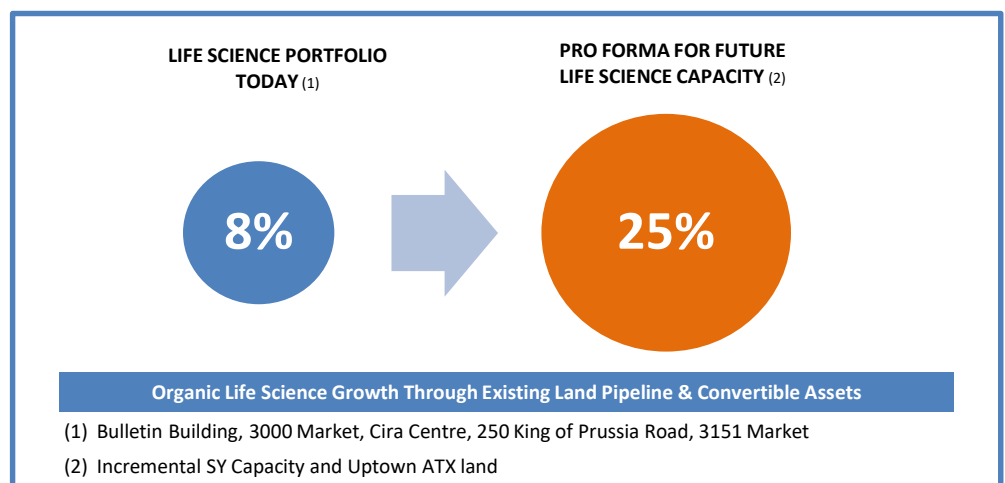 LIFE SCIENCE PORTFOLIO
TODAY (1)
PRO FORMA FOR FUTURE
LIFE SCIENCE CAPACITY (2)
8%
25%
Organic Life Science Growth Through Existing Land Pipeline & Convertible Assets
(1) Bulletin Building, 3000 Market, Cira Centre, 250 King of Prussia Road, 3151 Market
(2) Incremental SY Capacity and Uptown ATX land